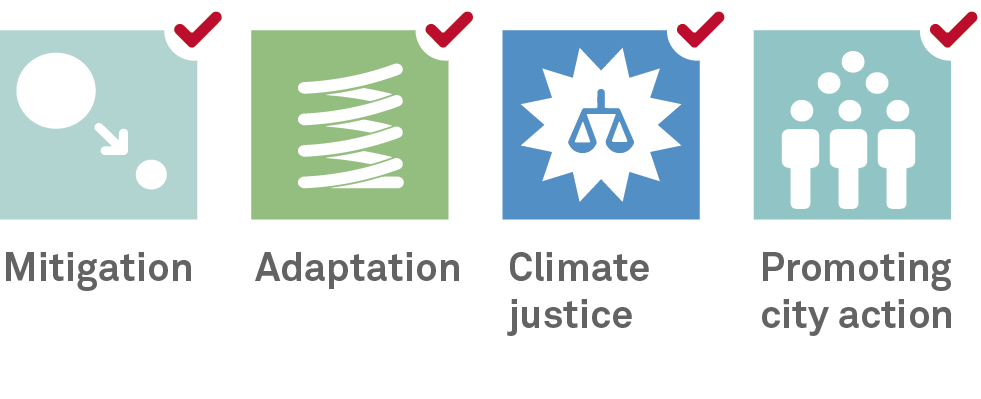 Mitigation
Adaptation
Climate
justice
Promoting
city action